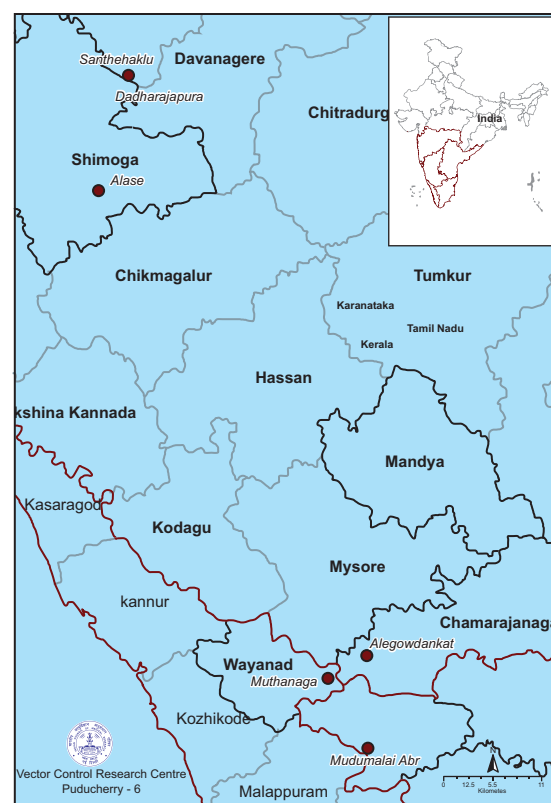 Santhehaklu
Davanagere
Dadharajapura
Chitradurg
India
Shimoga
Alase
Chikmagalur
Tumkur
Karanataka
Tamil Nadu
Kerala
Hassan
kshina Kannada
Mandya
Kasaragod
Kodagu
Mysore
kannur
Chamarajanaga
Alegowdankat
Wayanad
Muthanaga
Kozhikode
Mudumalai Abr
N
Vector Control Research Centre
Puducherry - 6
Malappuram
0 12.5 5.5 11
Kilometes